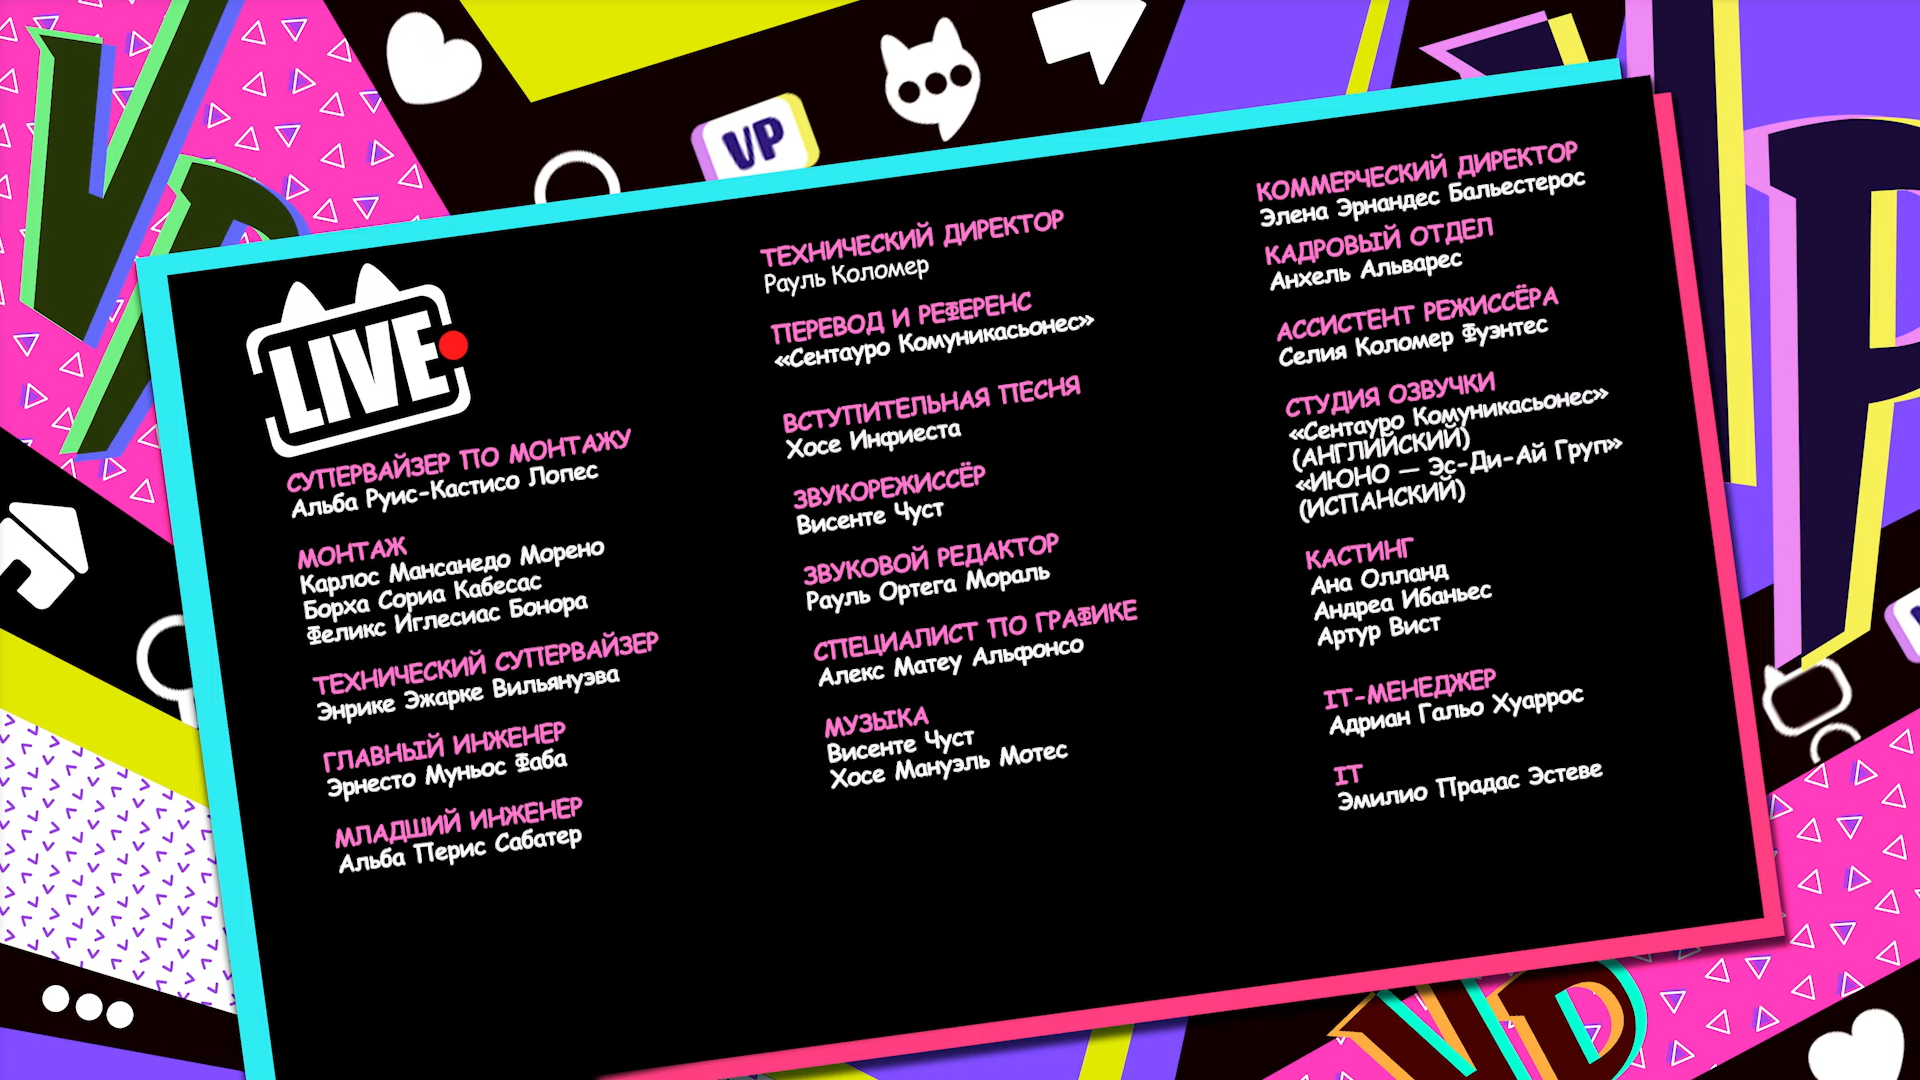 VP
VP
VP
LIVE
СУПЕРВАЙЗЕР ПО МОНТАЖУ
Альба Руис-Кастисо Лопес
МОНТАЖ
Карлос Мансанедо Морено
Борха Сориа Кабесас
Феликс Иглесиас Бонора
ТЕХНИЧЕСКИЙ СУПЕРВАЙЗЕР
Энрике Эжарке Вильянуэва
ГЛАВНЫЙ ИНЖЕНЕР
Эрнесто Муньос Фаба
МЛАДШИЙ ИНЖЕНЕР
Альба Перис Сабатер
ТЕХНИЧЕСКИЙ ДИРЕКТОР
Рауль Коломер
ПЕРЕВОД И РЕФЕРЕНС
«Сентауро Комуникасьонес»
ВСТУПИТЕЛЬНАЯ ПЕСНЯ
Хосе Инфиеста
ЗВУКОРЕЖИССЁР
Висенте Чуст
ЗВУКОВОЙ РЕДАКТОР
Рауль Ортега Мораль
СПЕЦИАЛИСТ ПО ГРАФИКЕ
Алекс Матеу Альфонсо
МУЗЫКА
Висенте Чуст
Хосе Мануэль Мотес
КОММЕРЧЕСКИЙ ДИРЕКТОР
Элена Эрнандес Бальестерос
КАДРОВЫЙ ОТДЕЛ
Анхель Альварес
АССИСТЕНТ РЕЖИССЁРА
Селия Коломер Фуэнтес
СТУДИЯ ОЗВУЧКИ
«Сентауро Комуникасьонес»
(АНГЛИЙСКИЙ)
«ИЮНО — Эс-Ди-Ай Груп»
(ИСПАНСКИЙ)
КАСТИНГ
Ана Олланд
Андреа Ибаньес
Артур Вист
IT-МЕНЕДЖЕР
Адриан Гальо Хуаррос
IT
Эмилио Прадас Эстеве
VP